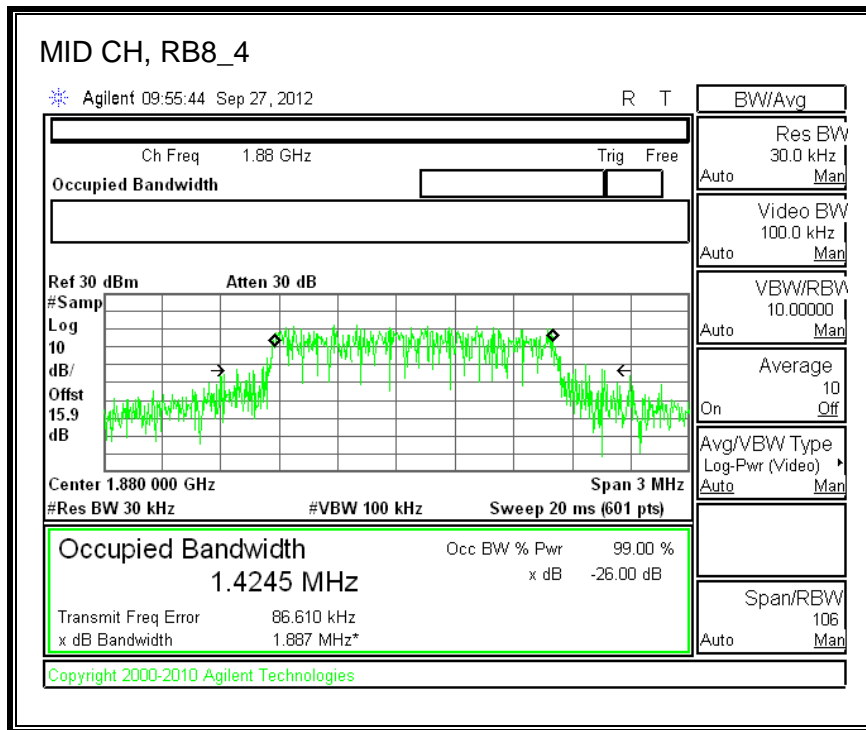 MID CH, RB8_4
Agilent 09:55:44 Sep 27, 2012 R T
Ch Freq 1.88 GHz Trig Free
Occupied Bandwidth
Ref 30 dBm Atten 30 dB
#Samp
Log
10
dB/
Offst
15.9
dB
Center 1.880 000 GHz Span 3 MHz
#Res BW 30 kHz #VBW 100 kHz Sweep 20 ms (601 pts)
Occupied Bandwidth Occ BW % Pwr 99.00 %
1.4245 MHz x dB -26.00 dB
Transmit Freq Error 86.610 kHz
x dB Bandwidth 1.887 MHz*
Copyright 2000-2010 Agilent Technologies
BW/Avg
Res BW
30.0 kHz
Auto Man
Video BW
100.0 kHz
Auto Man
VBW/RBW
10.00000
Auto Man
Average
10
On Off
Avg/VBW Type
Log-Pwr (Video)
Auto Man
Span/RBW
106
Auto Man